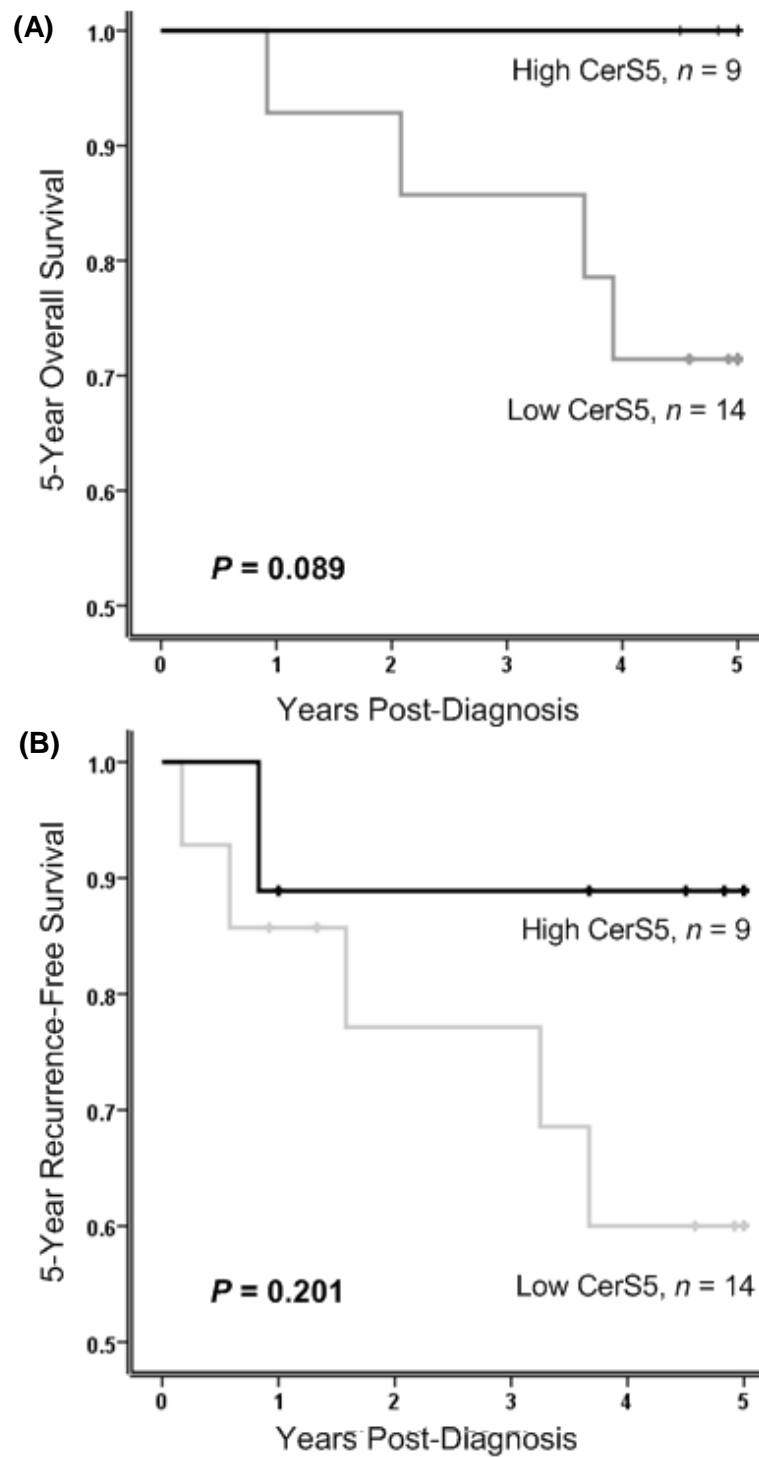 (A)
1.0
High CerS5, n = 9
0.9
0.8
0.7
Low CerS5, n = 14
0.6
P = 0.089
0.5
5-Year Overall Survival
0 1 2 3 4 5
Years Post-Diagnosis
(B)
1.0
0.9
High CerS5, n = 9
0.8
0.7
0.6
P = 0.201
Low CerS5, n = 14
0.5
5-Year Recurrence-Free Survival
0 1 2 3 4 5
Years Post-Diagnosis